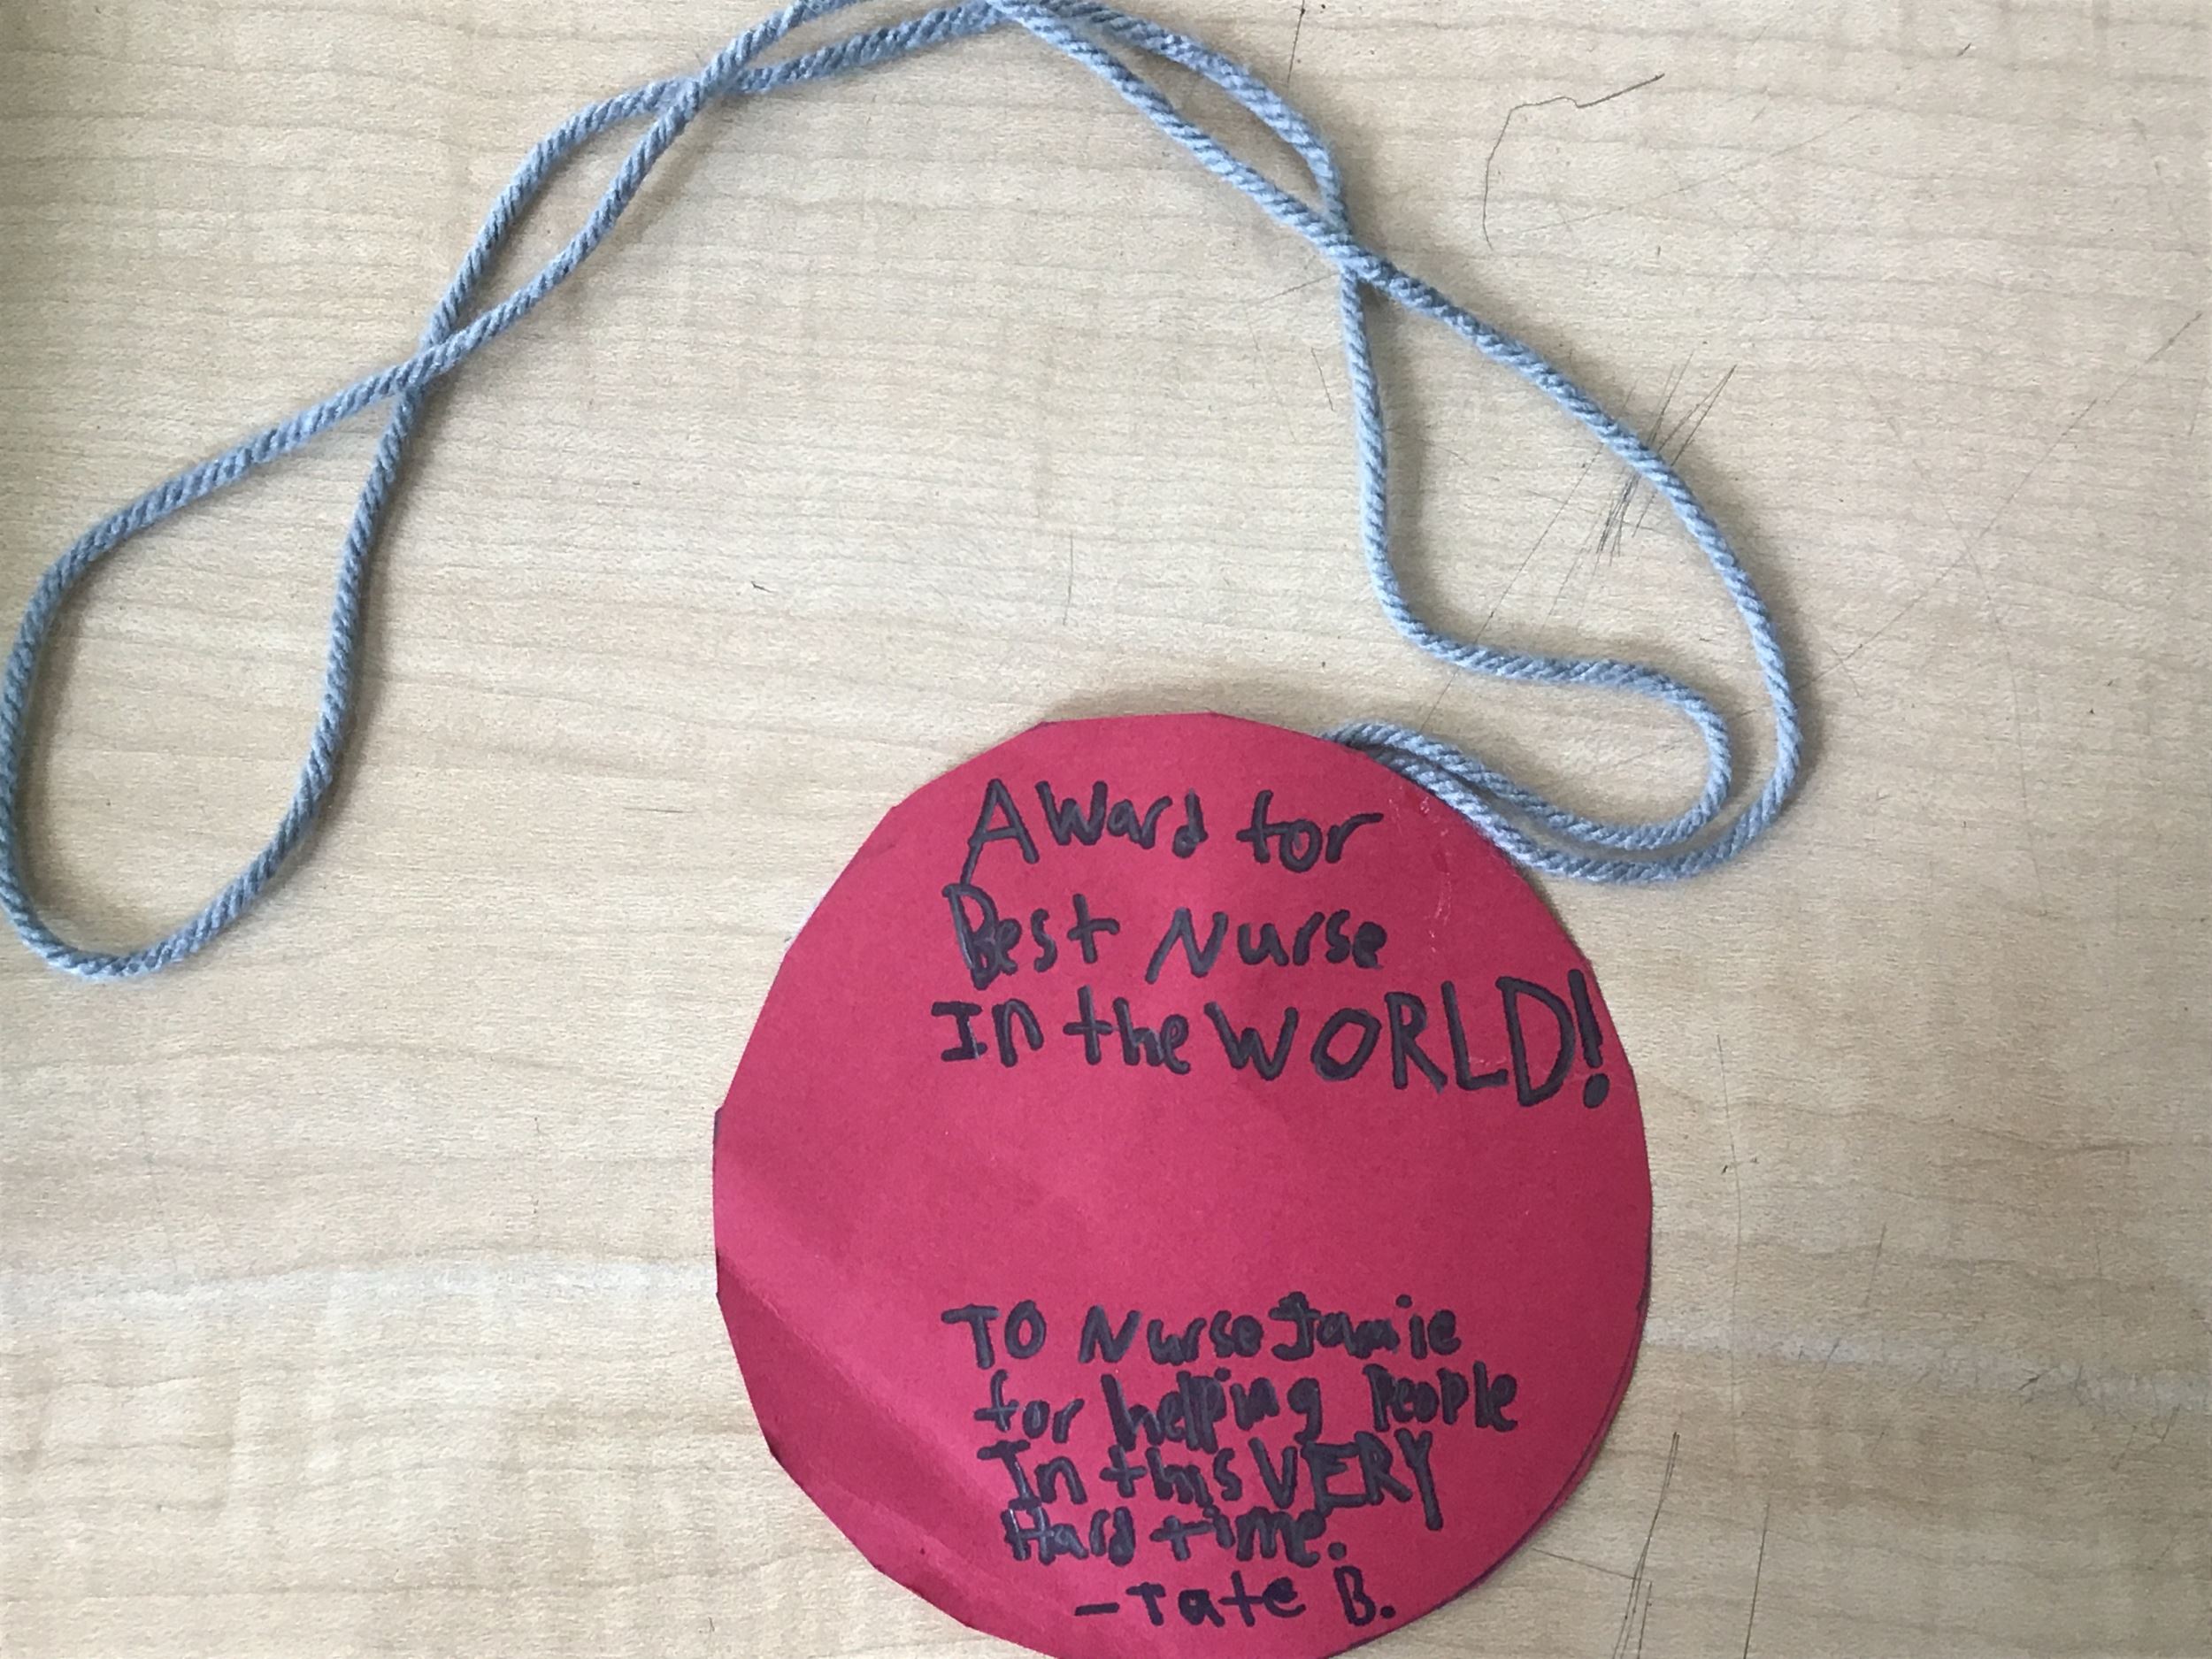 Award for
Best Nurse
In the WORLD!
TO Nurse Jamie
for helping People
In this VERY
Hard time.
-Tate B.